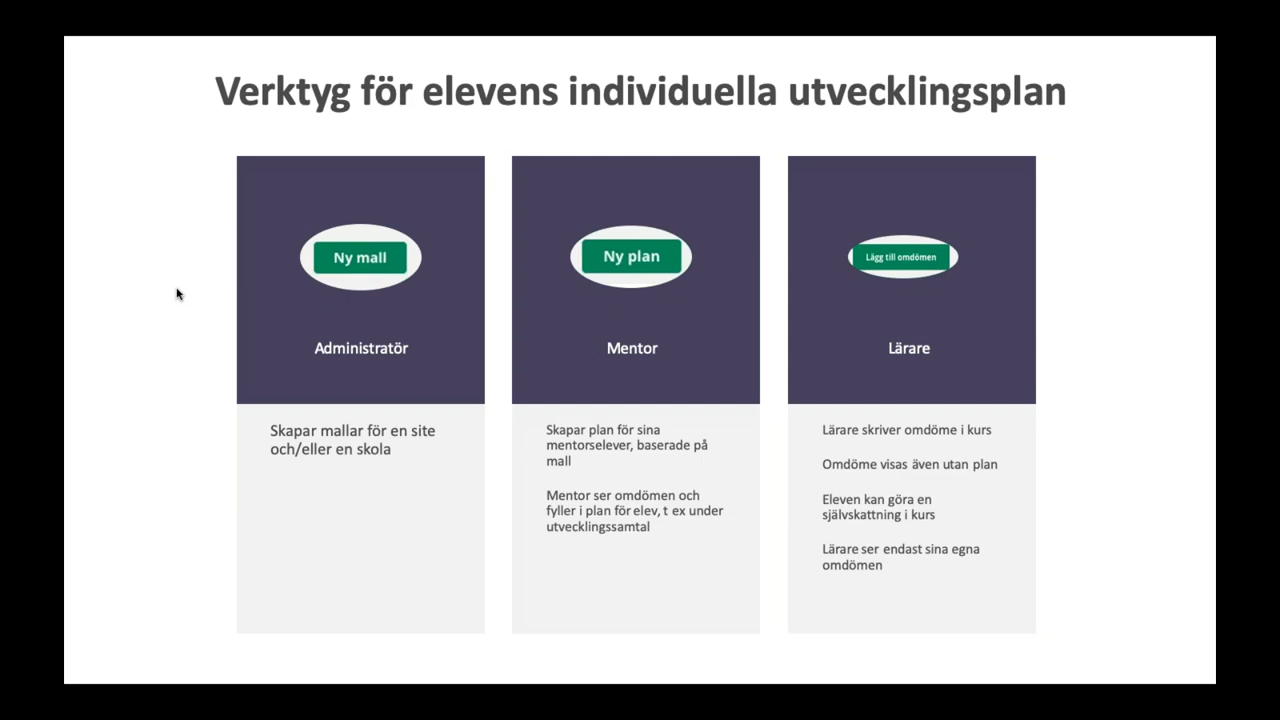 Verktyg för elevens individuella utvecklingsplan
Ny mall
Administratör
Skapar mallar för en site
och/eller en skola
Ny plan
Mentor
Skapar plan för sina
mentorselever, baserade på
mall
Mentor ser omdömen och
fyller i plan för elev, t ex under
utvecklingssamtal
Lägg till omdömen
Lärare
Lärare skriver omdöme i kurs
Omdöme visas även utan plan
Eleven kan göra en
självskattning i kurs
Lärare ser endast sina egna
omdömen